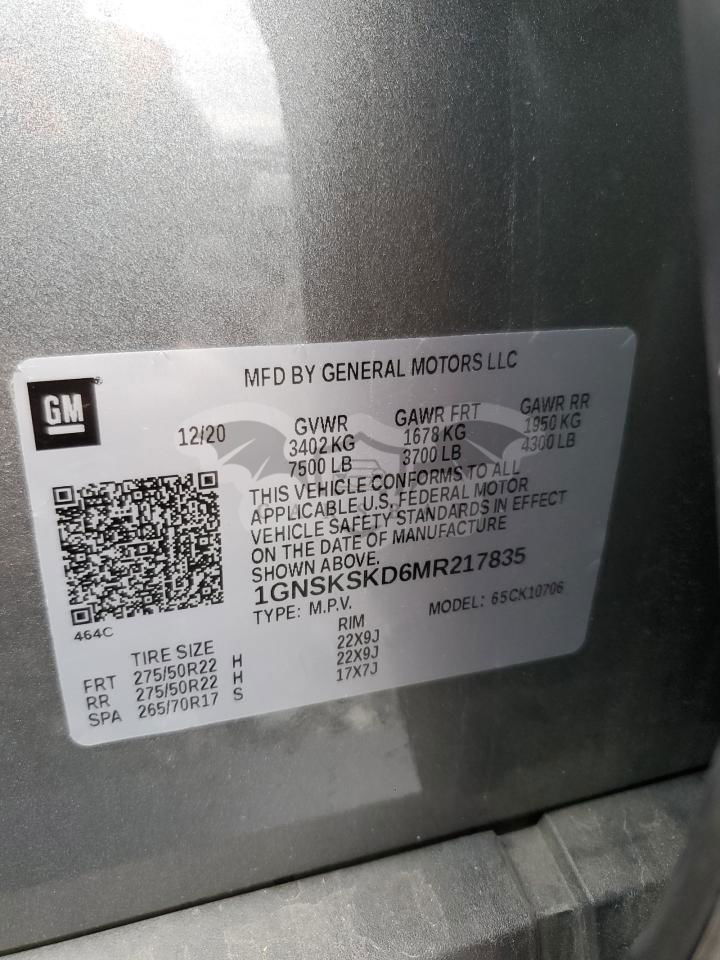 MFD BY GENERAL MOTORS LLC
GM
12/20
GVWR GAWR FRT GAWR RR
3402 KG 1678 KG 1950 KG
7500 LB 3700 LB 4300 LB
THIS VEHICLE CONFORMS TO ALL
APPLICABLE U.S. FEDERAL MOTOR
VEHICLE SAFETY STANDARDS IN EFFECT
ON THE DATE OF MANUFACTURE
SHOWN ABOVE.
1GNSKSKD6MR217835
TYPE: M.P.V. MODEL: 65CK10706
464C
TIRE SIZE RIM
FRT 275/50R22 H 22X9J
RR 275/50R22 H 22X9J
SPA 265/70R17 S 17X7J